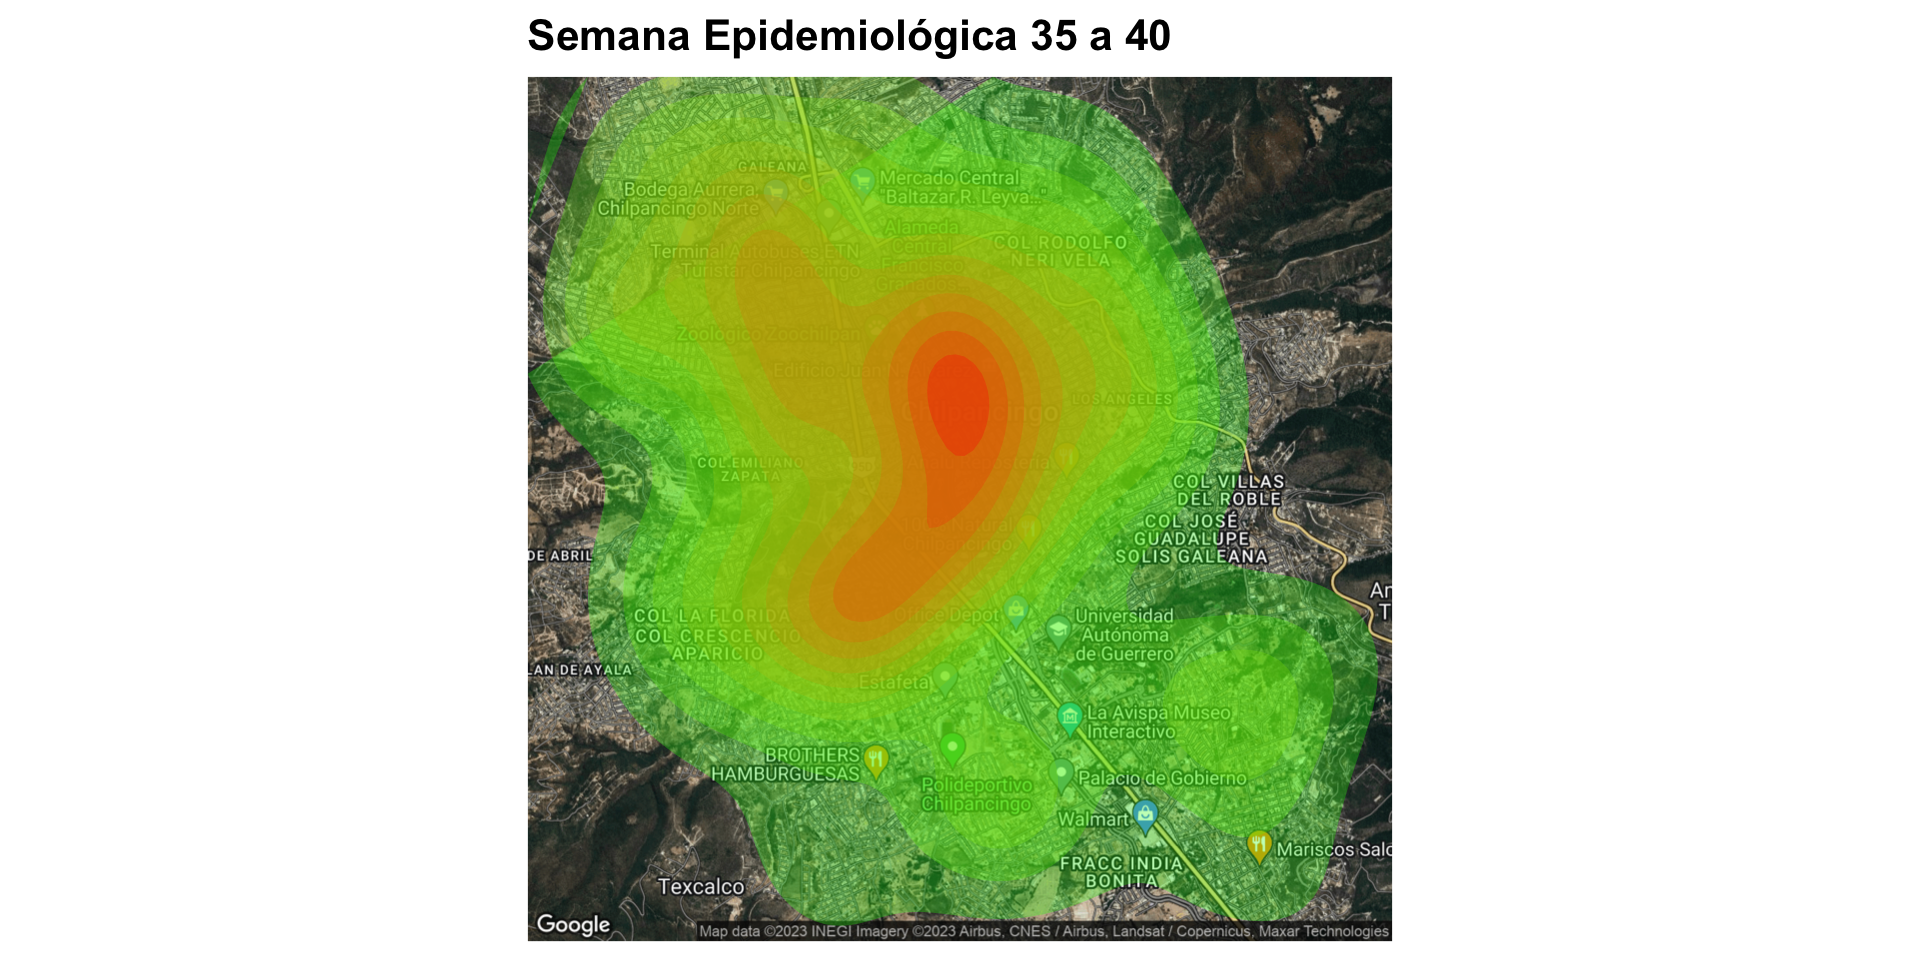 Semana Epidemiológica 35 a 40
GALEANA
Bodega Aurrera,
Chilpancingo Norte
Mercado Central
"Baltazar R. Leyva..."
Alameda
Central
Francisco
Granados...
COL RODOLFO
NERI VELA
Terminal Autobuses ETN
Turistar Chilpancingo
Zoológico Zoochilpan
Edificio Juan
LOS ANGELES
Chilpancingo
COL.EMILIANO
ZAPATA
COL VILLAS
DEL ROBLE
COL JOSÉ
GUADALUPE
SOLIS GALEANA
DE ABRIL
An
T
COL LA FLORIDA
COL CRESCENCIO
APARICIO
Office Depot
Universidad
Autónoma
de Guerrero
LAN DE AYALA
Estafeta
La Avispa Museo
Interactivo
BROTHERS
HAMBURGUESAS
Polideportivo
Chilpancingo
Palacio de Gobierno
Walmart
Mariscos Salo
FRACC INDIA
BONITA
Texcalco
Google
Map data ©2023 INEGI Imagery ©2023 Airbus, CNES / Airbus, Landsat / Copernicus, Maxar Technologies